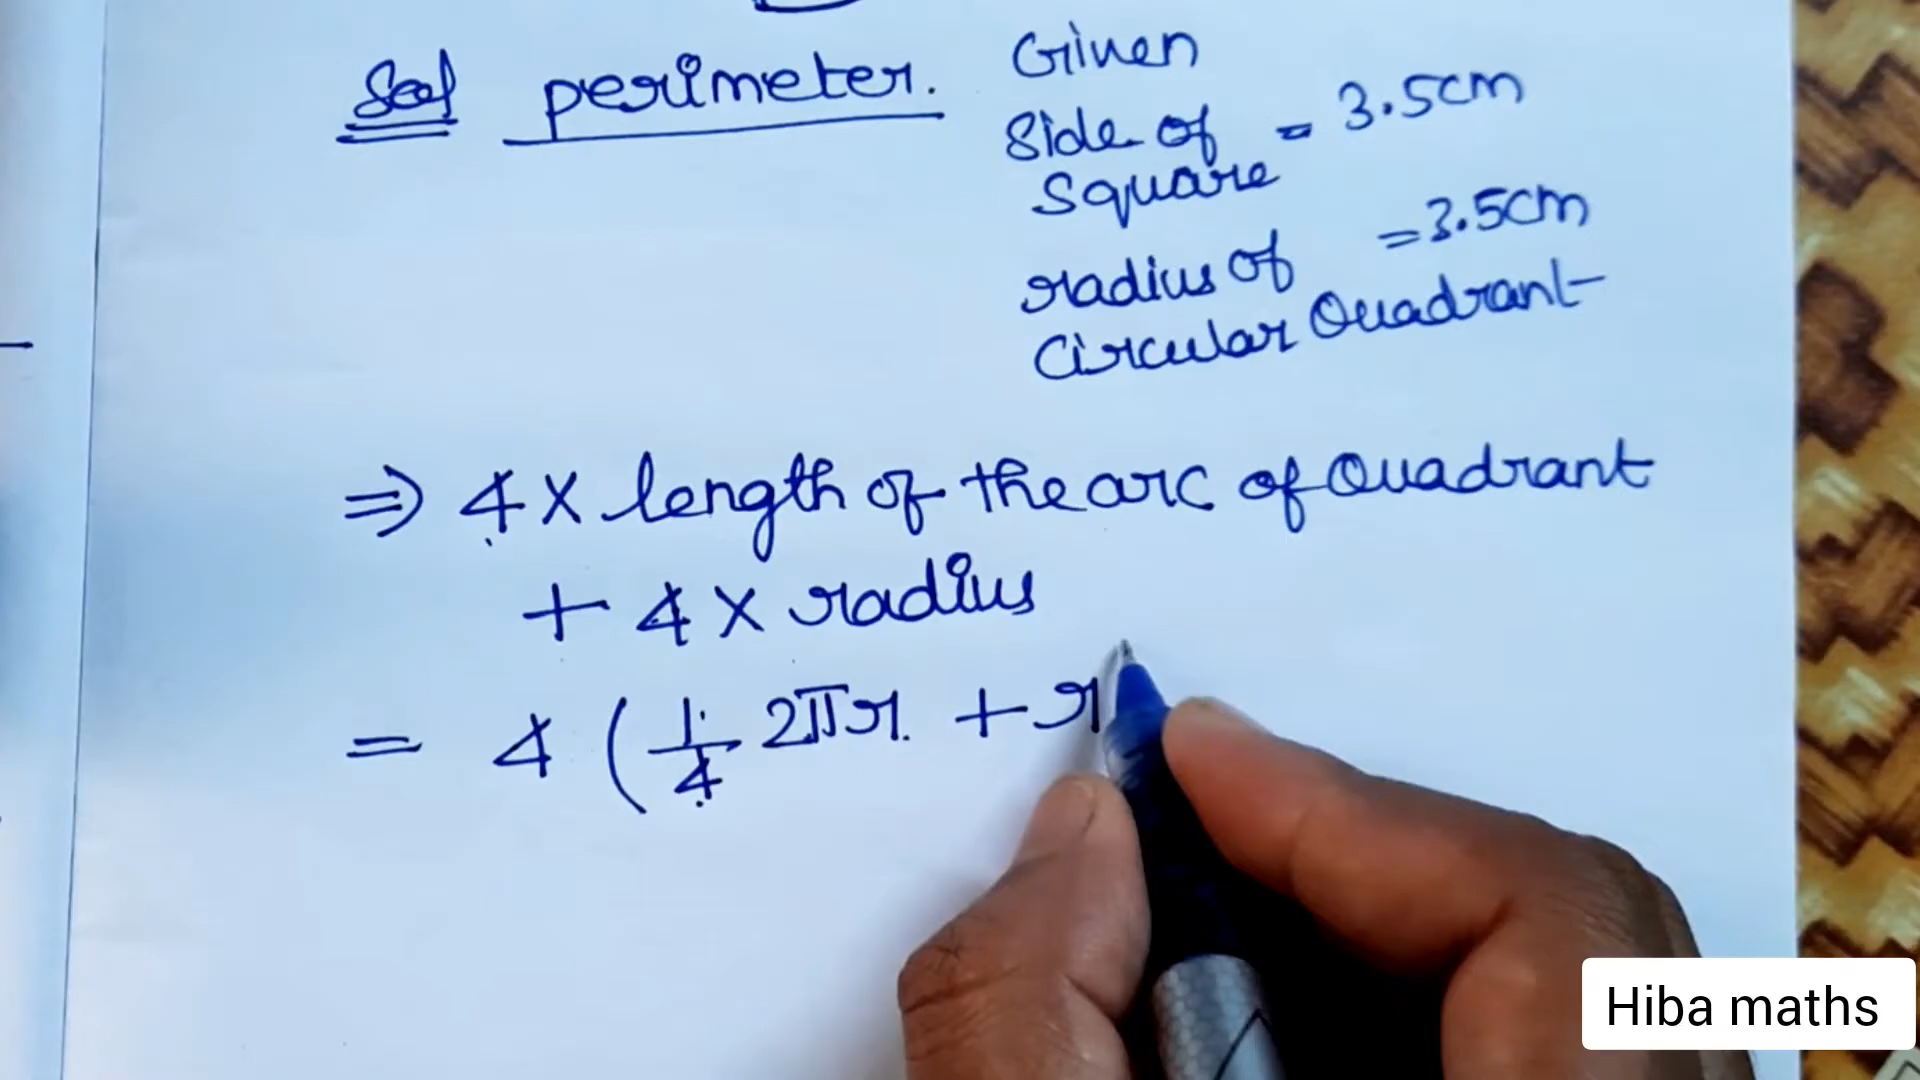 Sol perimeter.
Given
Side of = 3.5cm
Square
radius of = 3.5cm
Circular Quadrant
⇒ 4 × length of the arc of Quadrant
+ 4 × radius
= 4 ( 1/4 2πr + r
Hiba maths